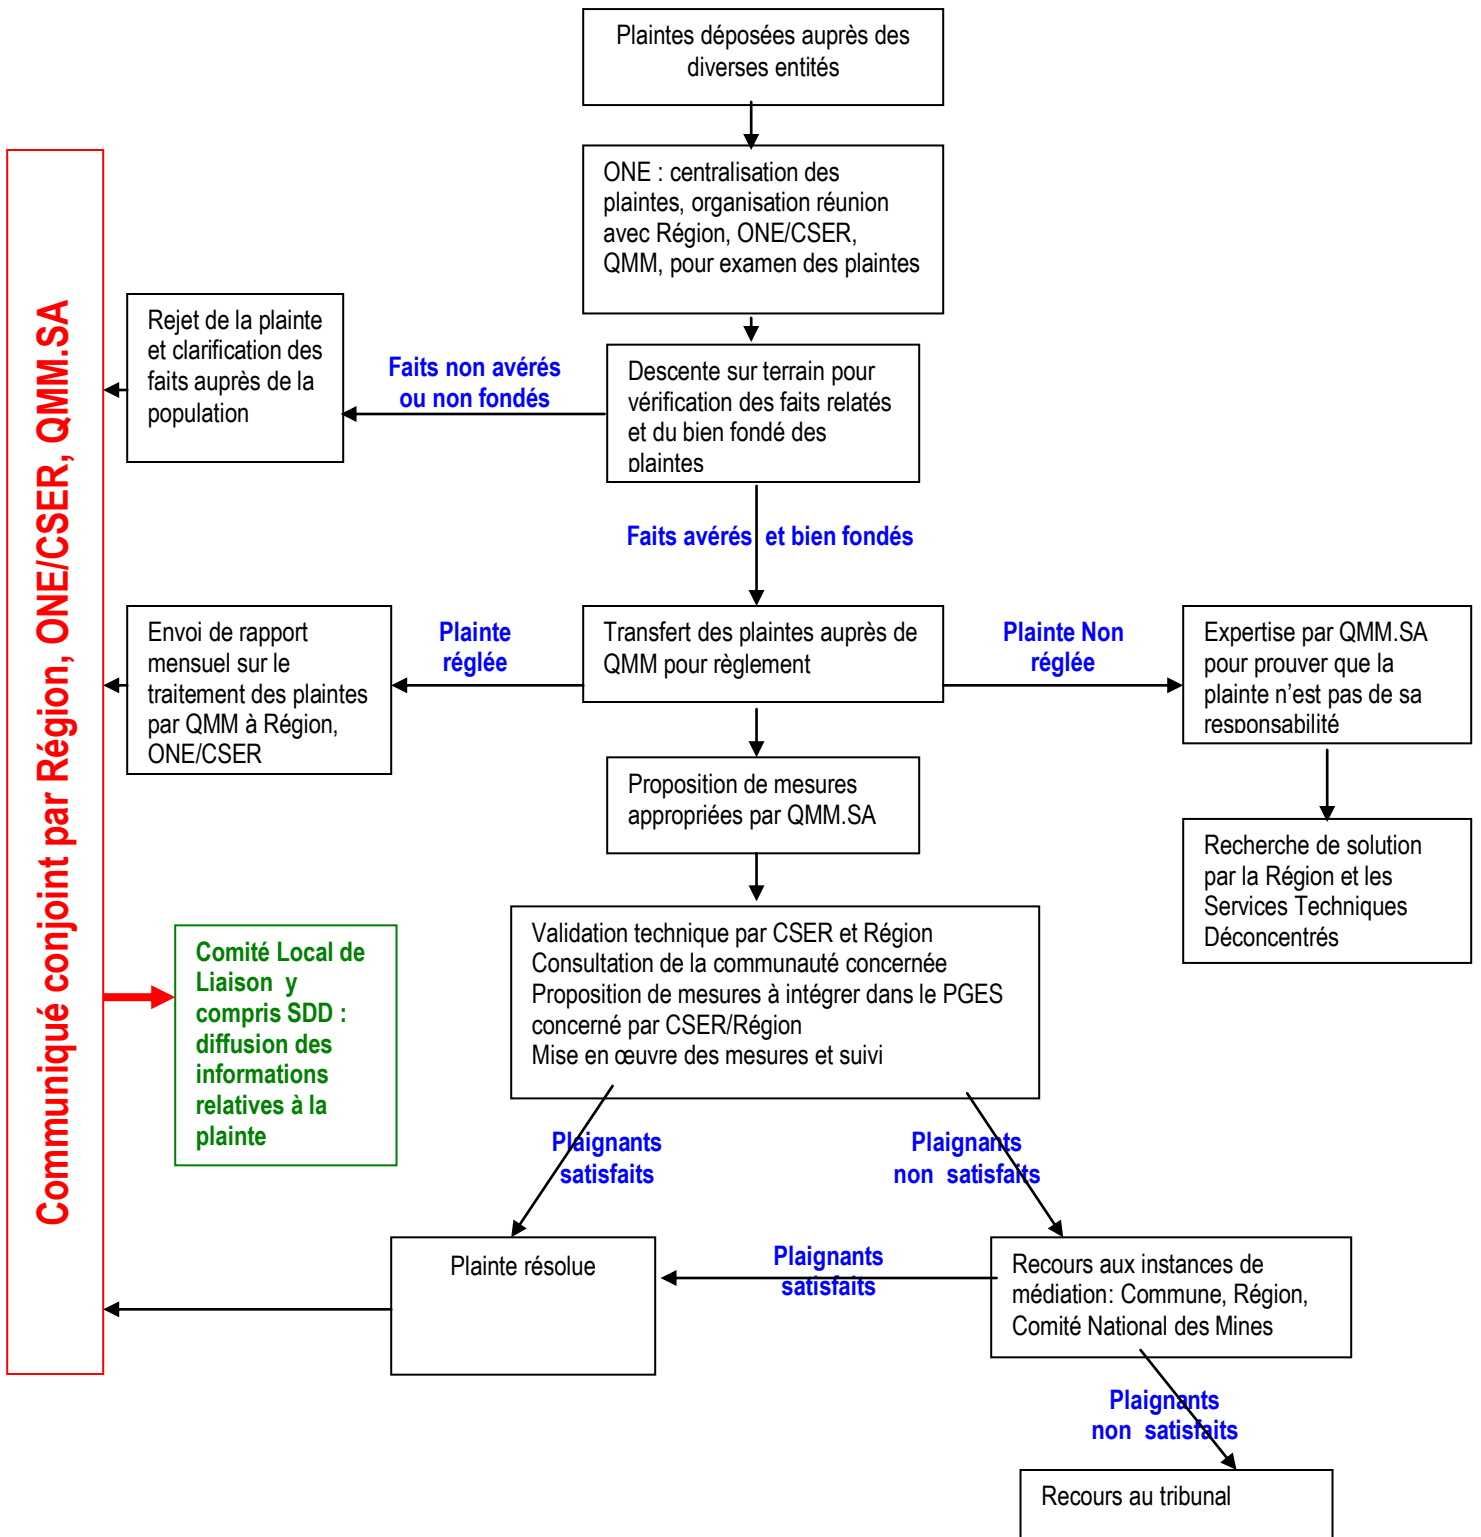 Plaintes déposées auprès des
diverses entités
ONE : centralisation des
plaintes, organisation réunion
avec Région, ONE/CSER,
QMM, pour examen des plaintes
Communiqué conjoint par Région, ONE/CSER, QMM.SA
Rejet de la plainte
et clarification des
faits auprès de la
population
Faits non avérés
ou non fondés
Descente sur terrain pour
vérification des faits relatés
et du bien fondé des
plaintes
Faits avérés et bien fondés
Envoi de rapport
mensuel sur le
traitement des plaintes
par QMM à Région,
ONE/CSER
Plainte
réglée
Transfert des plaintes auprès de
QMM pour règlement
Plainte Non
réglée
Expertise par QMM.SA
pour prouver que la
plainte n’est pas de sa
responsabilité
Proposition de mesures
appropriées par QMM.SA
Recherche de solution
par la Région et les
Services Techniques
Déconcentrés
Comité Local de
Liaison y
compris SDD :
diffusion des
informations
relatives à la
plainte
Validation technique par CSER et Région
Consultation de la communauté concernée
Proposition de mesures à intégrer dans le PGES
concerné par CSER/Région
Mise en œuvre des mesures et suivi
Plaignants
satisfaits
Plaignants
non satisfaits
Plainte résolue
Plaignants
satisfaits
Recours aux instances de
médiation: Commune, Région,
Comité National des Mines
Plaignants
non satisfaits
Recours au tribunal